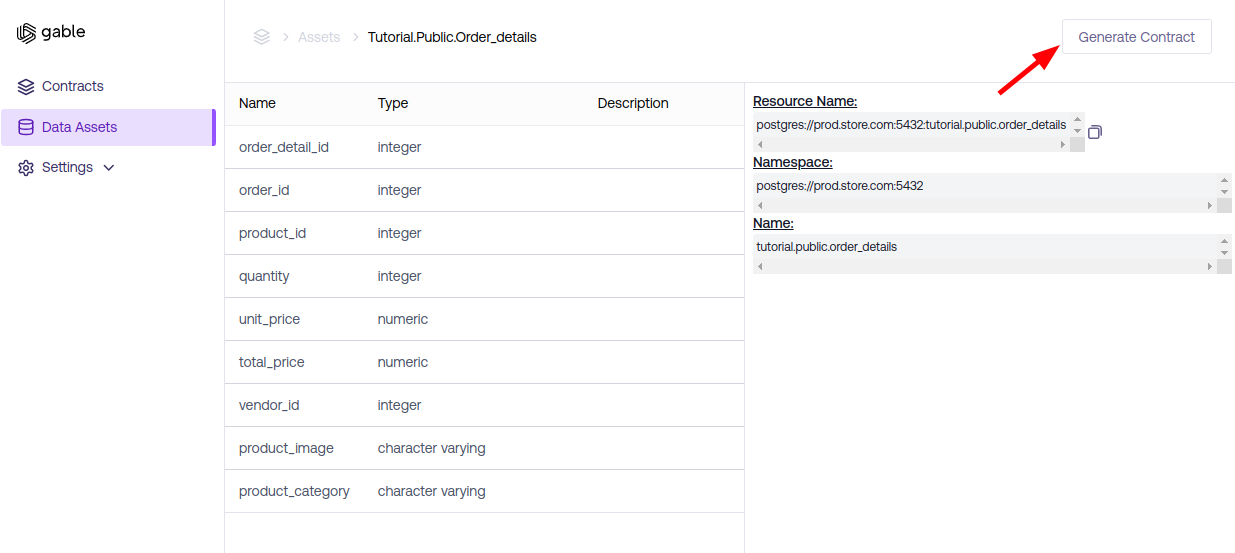 gable
Contracts
Data Assets
Settings
Assets
Tutorial.Public.Order_details
Generate Contract
Name Type Description
order_detail_id integer
order_id integer
product_id integer
quantity integer
unit_price numeric
total_price numeric
vendor_id integer
product_image character varying
product_category character varying
Resource Name:
postgres://prod.store.com:5432:tutorial.public.order_details
Namespace:
postgres://prod.store.com:5432
Name:
tutorial.public.order_details